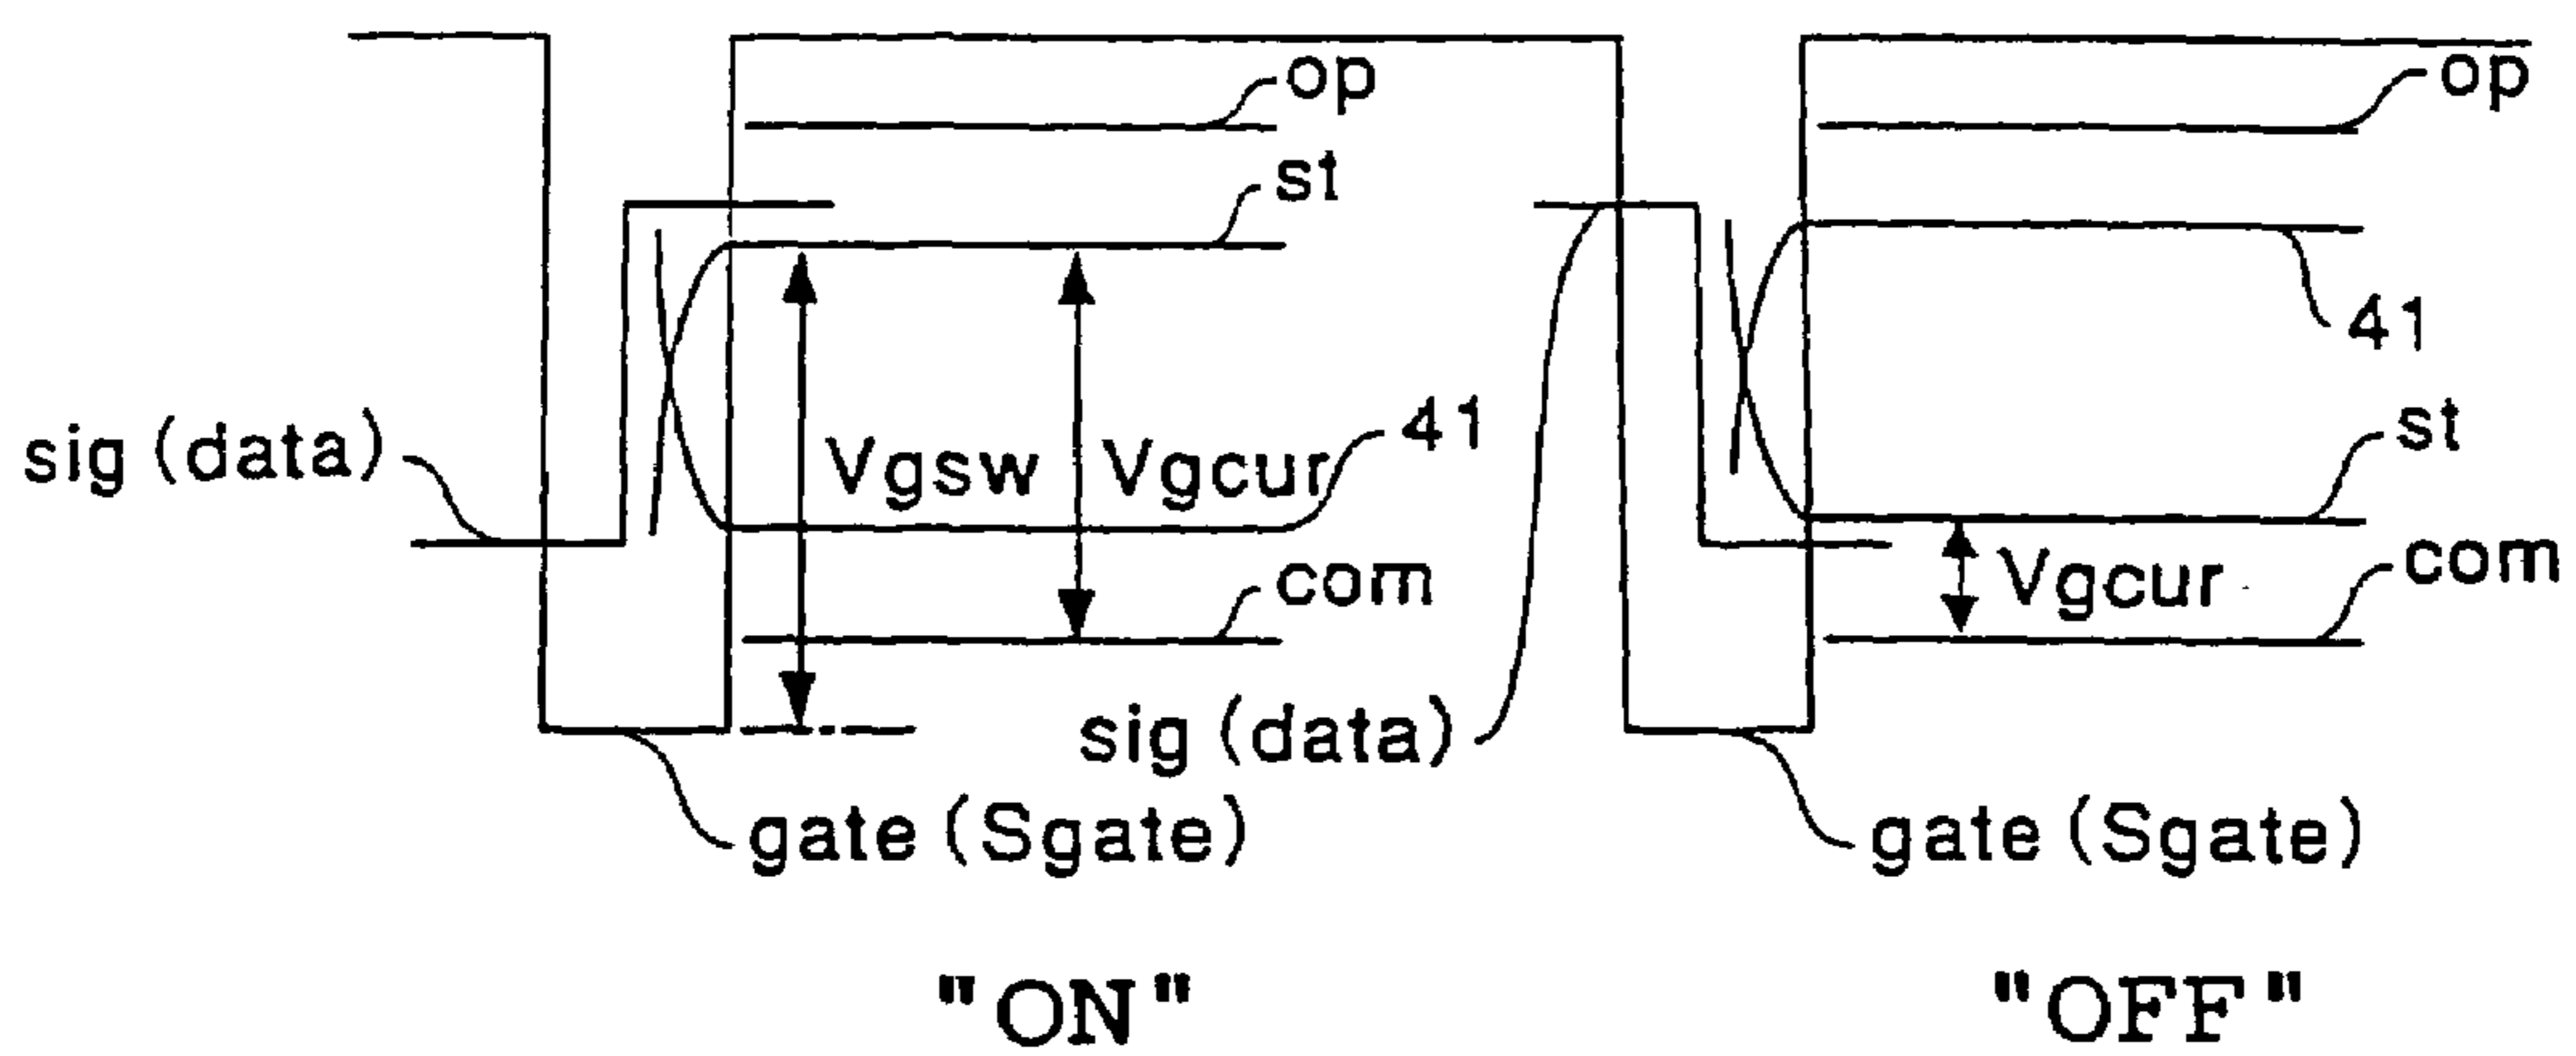 op
op
st
41
sig (data)
Vgsw
Vgcur
41
st
com
com
Vgcur
sig (data)
gate (Sgate)
gate (Sgate)
"ON"
"OFF"